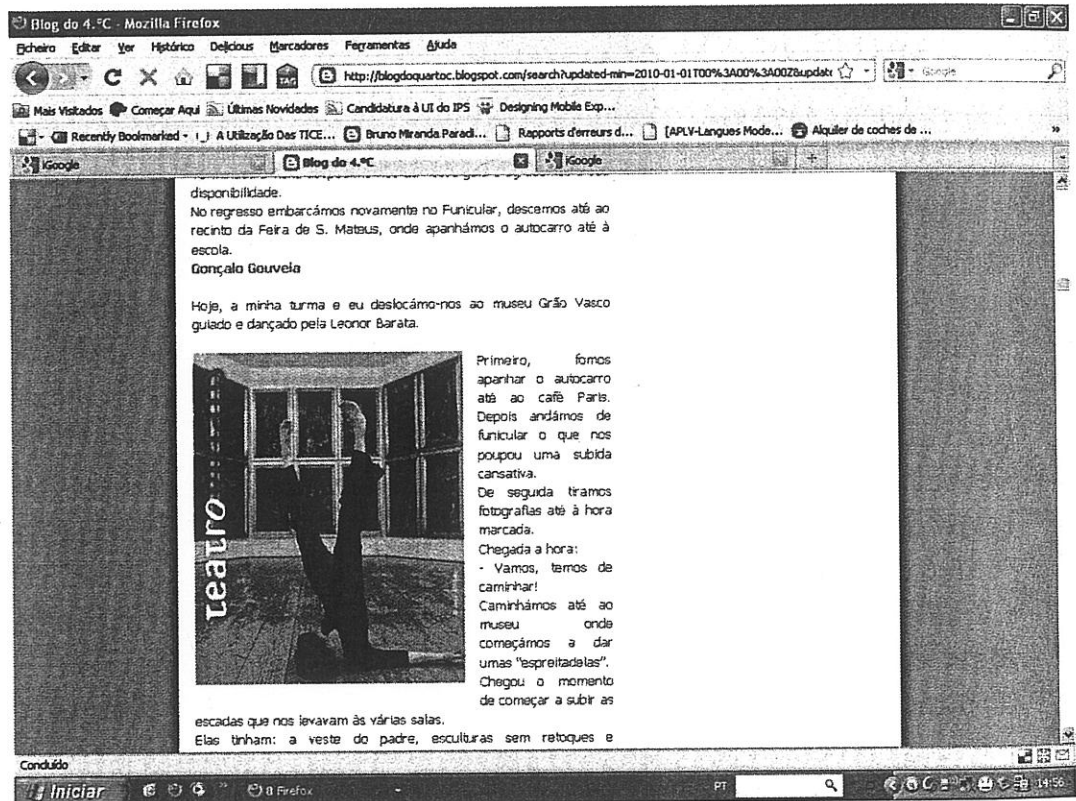 Blog do 4.ºC - Mozilla Firefox
Ficheiro Editar Ver Histórico Delicious Marcadores Ferramentas Ajuda
TAG http://blogdoquartoc.blogspot.com/search?updated-min=2010-01-01T00%3A00%3A00Z&updat Google
Mais Visitados Começar Aqui Últimas Novidades Candidatura à UI do IPS Designing Mobile Exp...
Recently Bookmarked A Utilização Das TICE... Bruno Miranda Paradi... Rapports d'erreurs d... [APLV-Langues Mode... Alquiler de coches de ... »
iGoogle Blog do 4.ºC iGoogle
disponibilidade.
No regresso embarcámos novamente no Funicular, descemos até ao
recinto da Feira de S. Mateus, onde apanhámos o autocarro até à
escola.
Gonçalo Gouveia
Hoje, a minha turma e eu deslocámo-nos ao museu Grão Vasco
guiado e dançado pela Leonor Barata.
teatro
Primeiro, fomos
apanhar o autocarro
até ao café Paris.
Depois andámos de
funicular o que nos
poupou uma subida
cansativa.
De seguida tiramos
fotografias até à hora
marcada.
Chegada a hora:
- Vamos, temos de
caminhar!
Caminhámos até ao
museu onde
começámos a dar
umas "espreitadelas".
Chegou o momento
de começar a subir as
escadas que nos levavam às várias salas.
Elas tinham: a veste do padre, esculturas sem retoques e
Concluído
Iniciar » 8 Firefox PT 14:56